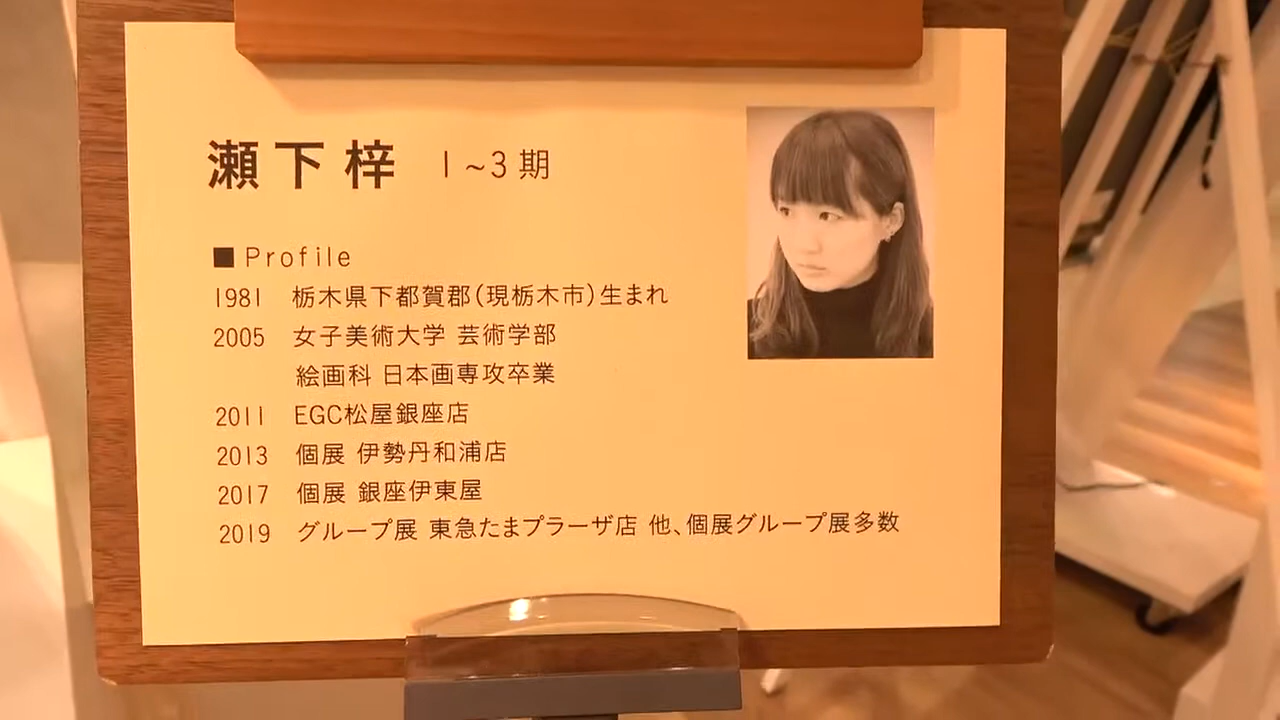 瀬下梓 1~3期
■Profile
1981 栃木県下都賀郡(現栃木市)生まれ
2005 女子美術大学 芸術学部
絵画科 日本画専攻卒業
2011 EGC松屋銀座店
2013 個展 伊勢丹和浦店
2017 個展 銀座伊東屋
2019 グループ展 東急たまプラーザ店 他、個展グループ展多数